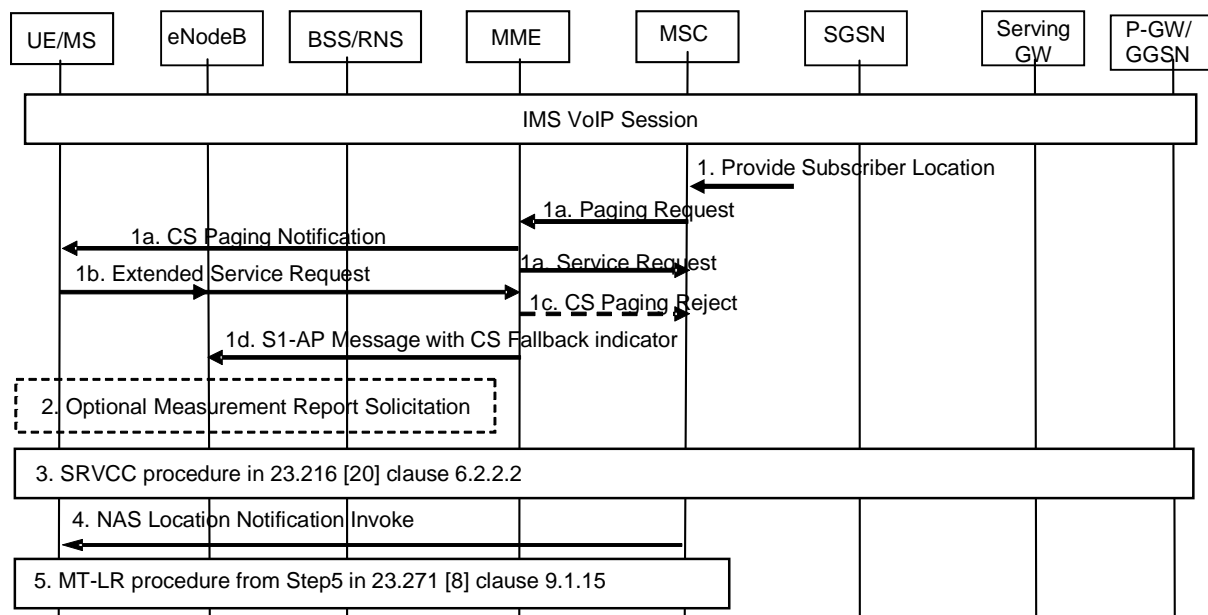 UE/MS
eNodeB
BSS/RNS
MME
MSC
SGSN
Serving
GW
P-GW/
GGSN
IMS VoIP Session
1. Provide Subscriber Location
1a. Paging Request
1a. CS Paging Notification
1a. Service Request
1b. Extended Service Request
1c. CS Paging Reject
1d. S1-AP Message with CS Fallback indicator
2. Optional Measurement Report Solicitation
3. SRVCC procedure in 23.216 [20] clause 6.2.2.2
4. NAS Location Notification Invoke
5. MT-LR procedure from Step5 in 23.271 [8] clause 9.1.15